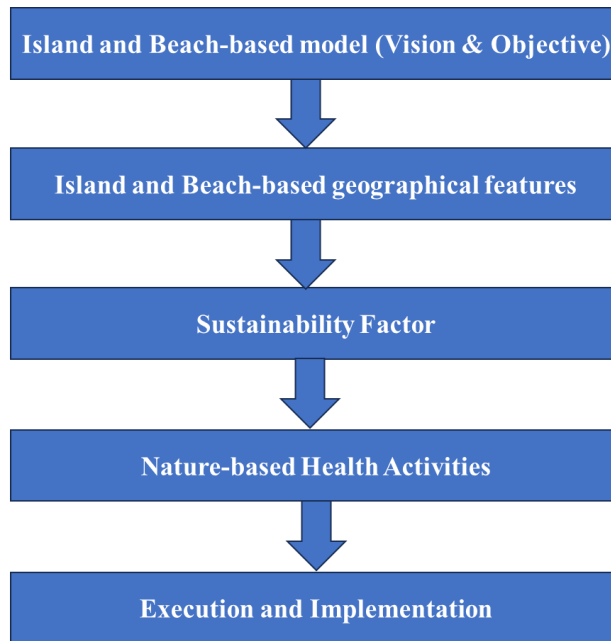 Island and Beach-based model (Vision & Objective)
Island and Beach-based geographical features
Sustainability Factor
Nature-based Health Activities
Execution and Implementation